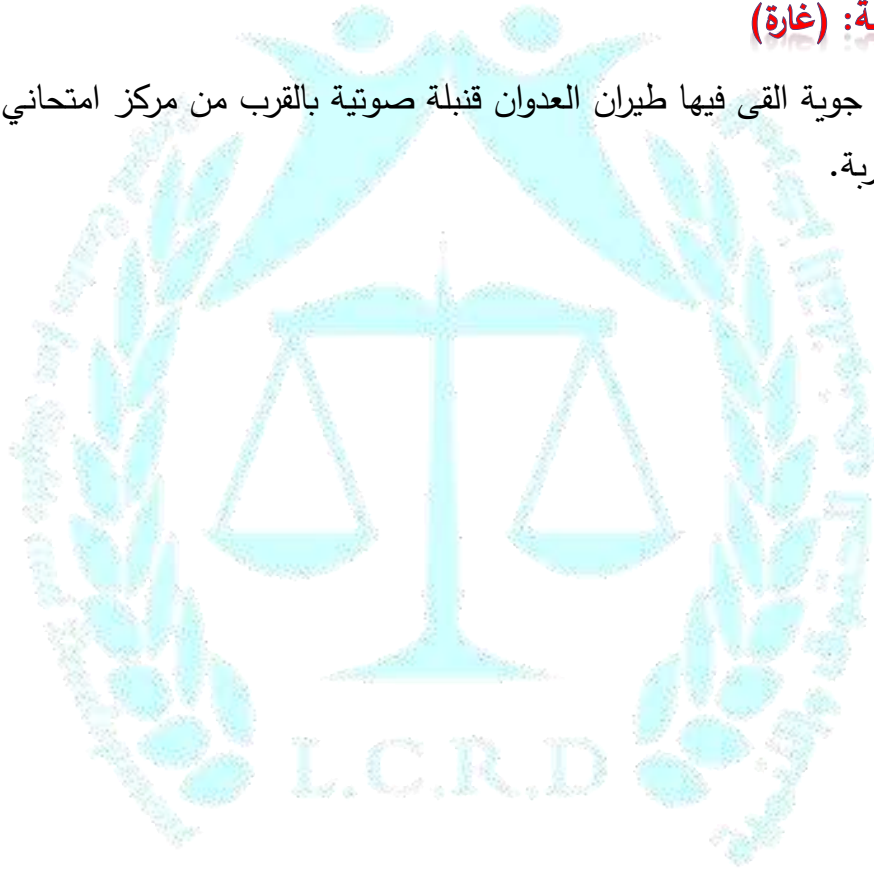 ة: (غارة)
جوية القى فيها طيران العدوان قنبلة صوتية بالقرب من مركز امتحاني
ربة.
L.C.R.D